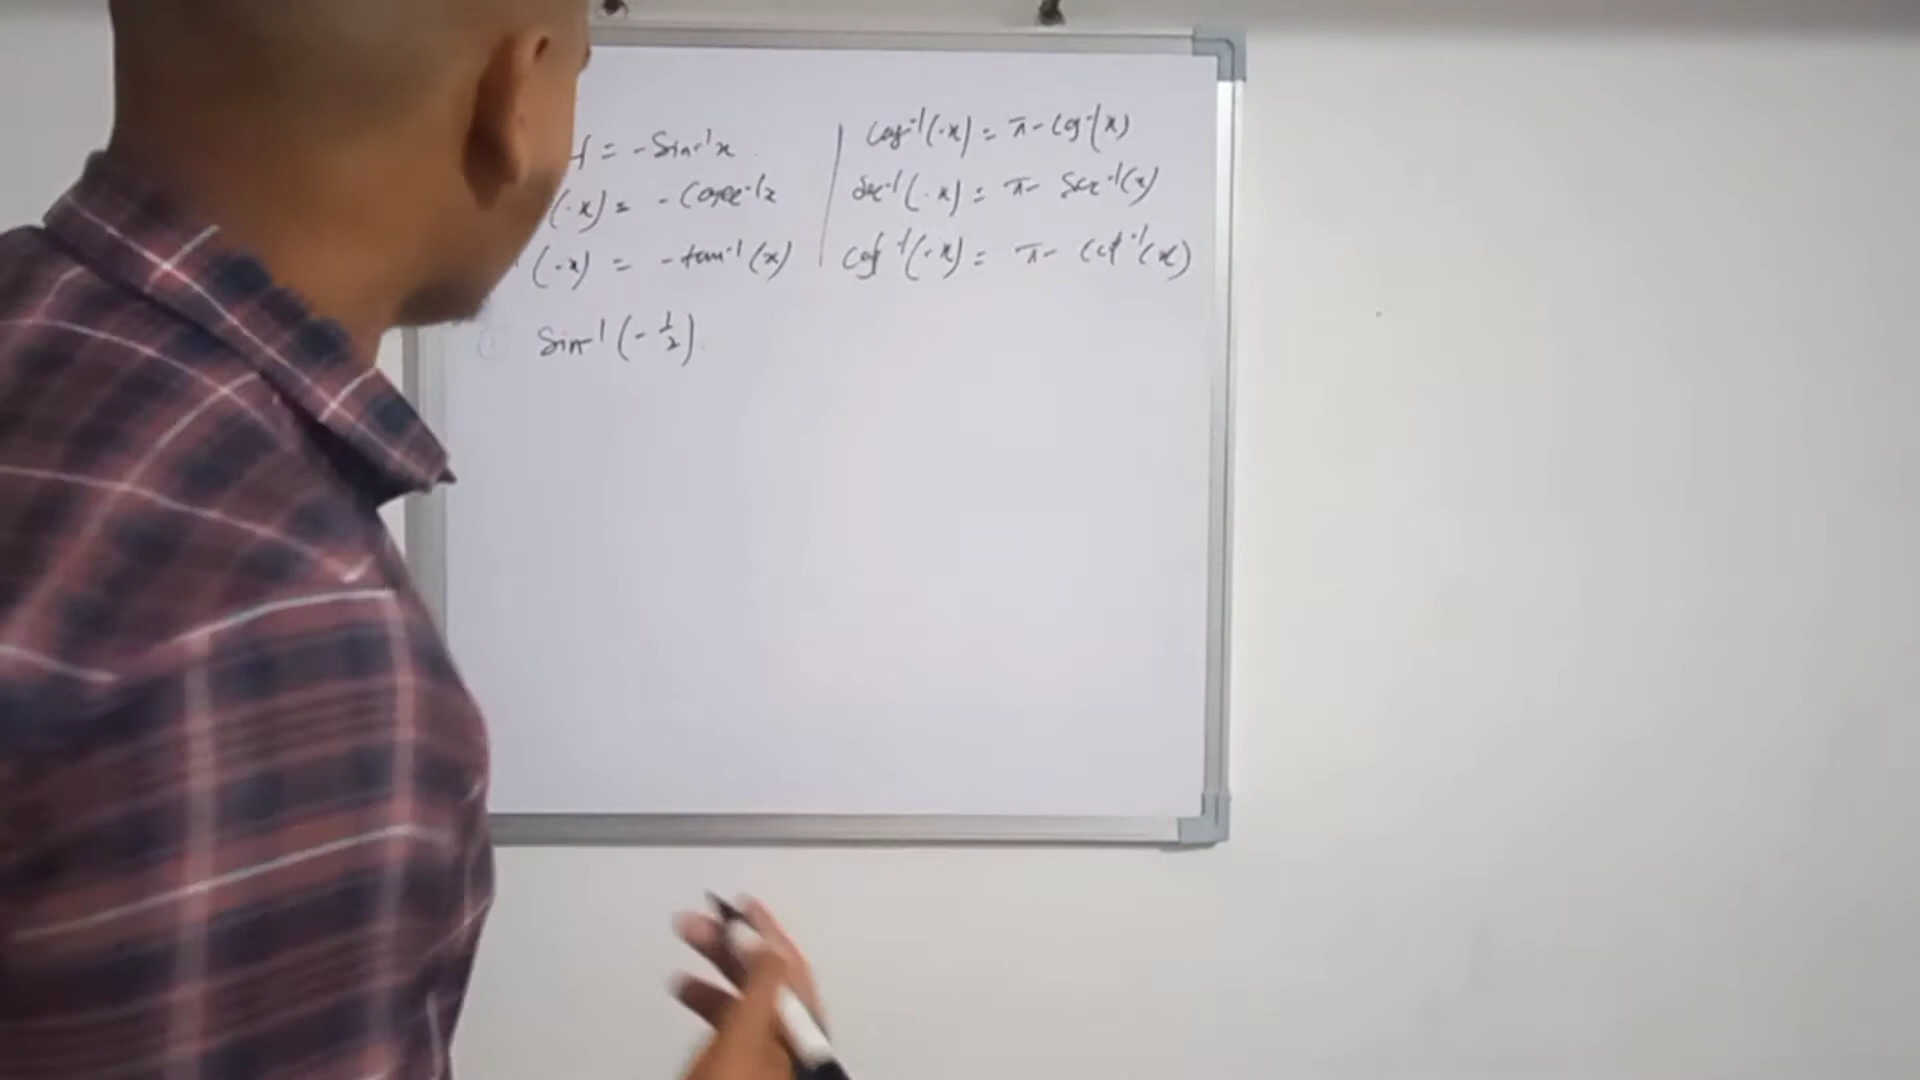 = - Sin⁻¹x
(-x) = - Cosec⁻¹x
(-x) = - tan⁻¹(x)
Cos⁻¹(-x) = π - Cos⁻¹(x)
Sec⁻¹(-x) = π - Sec⁻¹(x)
Cot⁻¹(-x) = π - Cot⁻¹(x)
Sin⁻¹(-1/2)